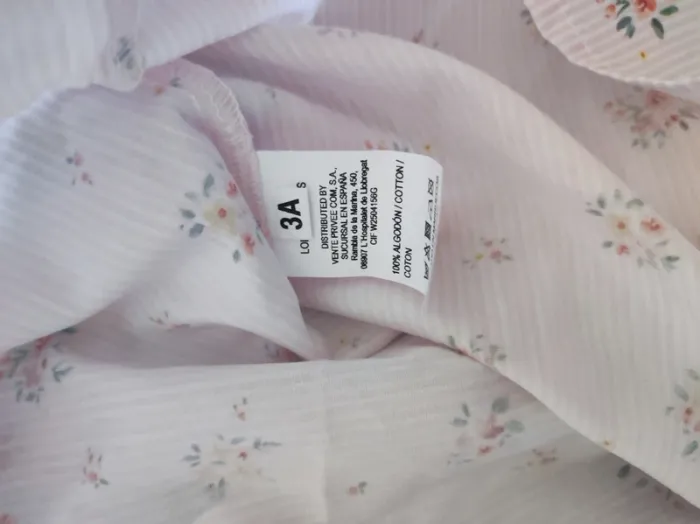 3A
S
LOI
DISTRIBUTED BY
VENTE PRIVEE COM, S.A.,
SUCURSAL EN ESPAÑA
Rambla de la Marina, 450,
08907 L'Hospitalet de Llobregat
CIF W2504156G
100% ALGODÓN / COTTON /
COTON